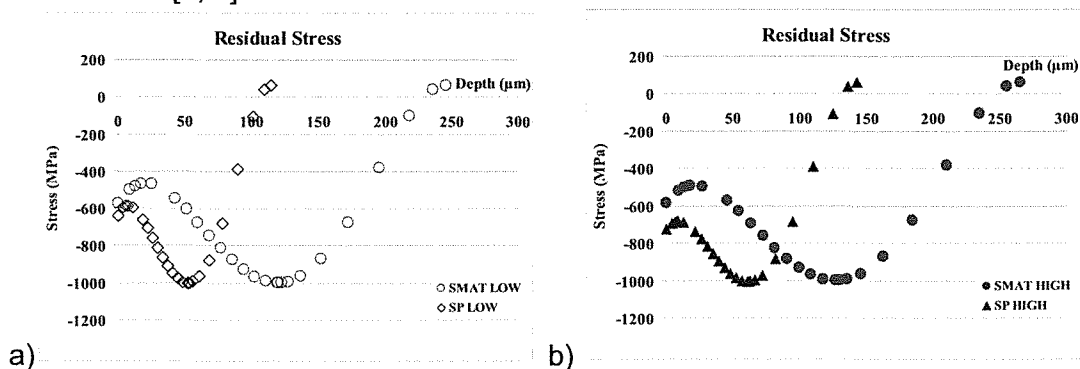 Residual Stress
200
0
-200
-400
-600
-800
-1000
-1200
Stress (MPa)
Depth (µm)
0 50 100 150 200 250 300
SMAT LOW
SP LOW
a)
Residual Stress
200
0
-200
-400
-600
-800
-1000
-1200
Stress (MPa)
Depth (µm)
0 50 100 150 200 250 300
SMAT HIGH
SP HIGH
b)